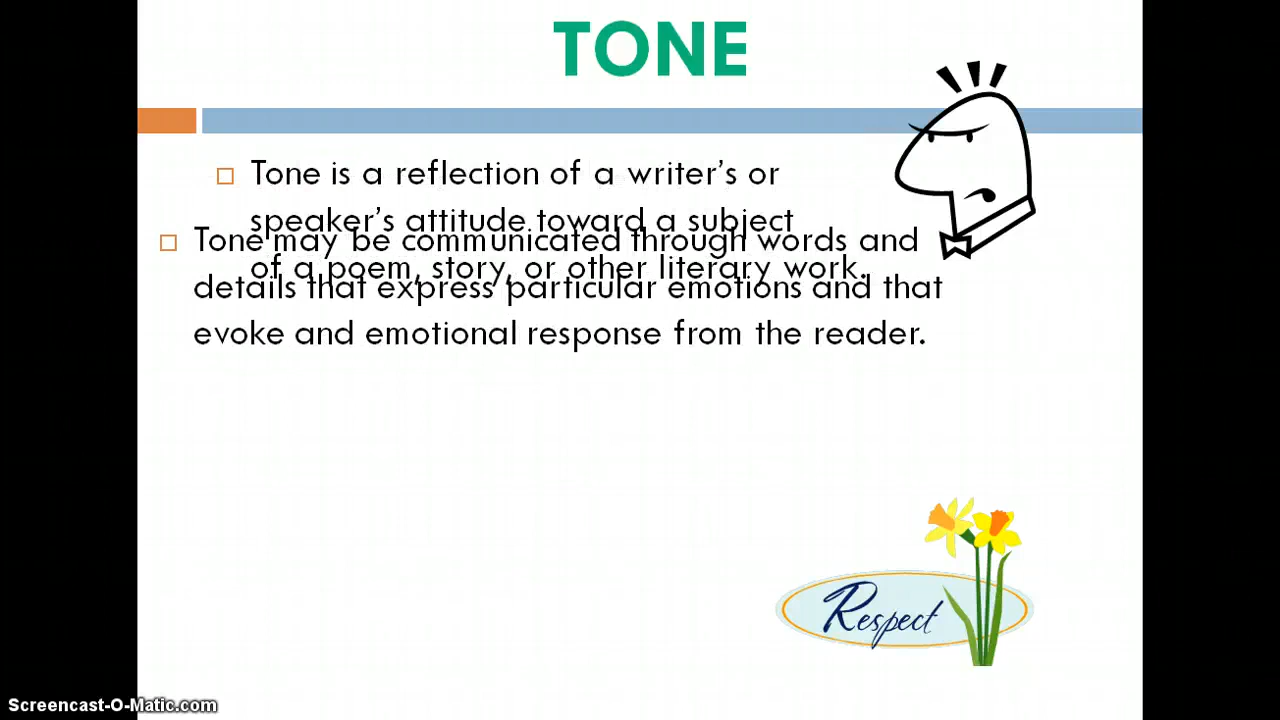 TONE
Tone is a reflection of a writer's or
speaker's attitude toward a subject
of a poem, story, or other literary work.
Tone may be communicated through words and
details that express particular emotions and that
evoke and emotional response from the reader.
Respect
Screencast-O-Matic.com